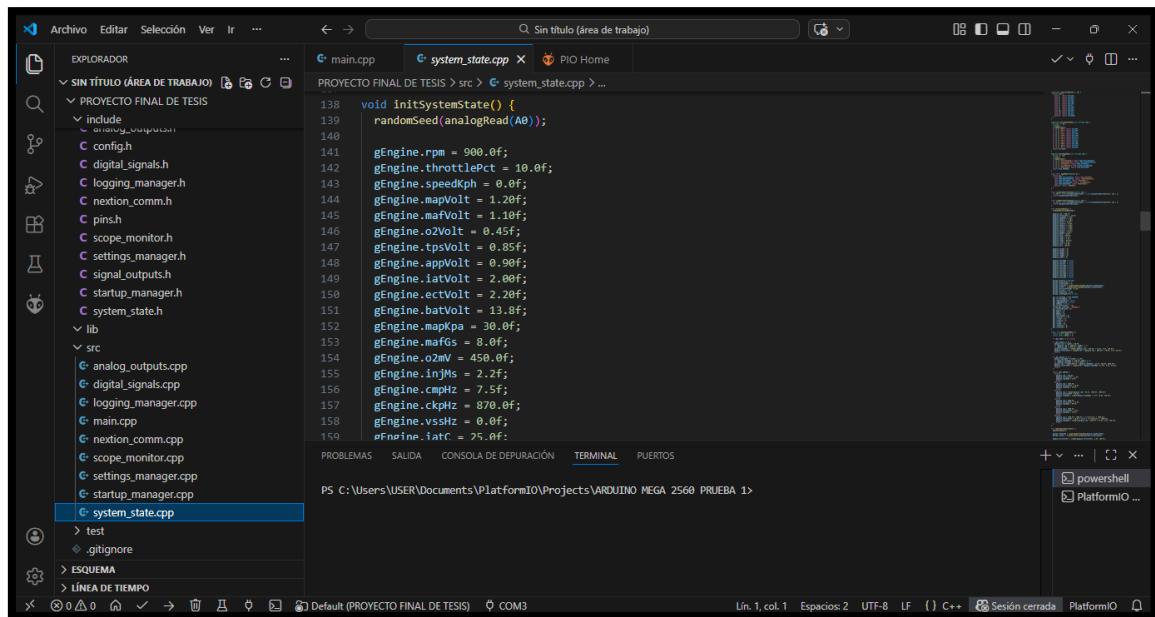 Archivo Editar Selección Ver Ir ···
Sin título (área de trabajo)
EXPLORADOR ···
SIN TÍTULO (ÁREA DE TRABAJO)
PROYECTO FINAL DE TESIS
include
analog_outputs.h
config.h
digital_signals.h
logging_manager.h
nextion_comm.h
pins.h
scope_monitor.h
settings_manager.h
signal_outputs.h
startup_manager.h
system_state.h
lib
src
analog_outputs.cpp
digital_signals.cpp
logging_manager.cpp
main.cpp
nextion_comm.cpp
scope_monitor.cpp
settings_manager.cpp
startup_manager.cpp
system_state.cpp
test
.gitignore
ESQUEMA
LÍNEA DE TIEMPO
main.cpp system_state.cpp PIO Home
PROYECTO FINAL DE TESIS > src > system_state.cpp > ...
138 void initSystemState() {
139 randomSeed(analogRead(A0));
140
141 gEngine.rpm = 900.0f;
142 gEngine.throttlePct = 10.0f;
143 gEngine.speedKph = 0.0f;
144 gEngine.mapVolt = 1.20f;
145 gEngine.mafVolt = 1.10f;
146 gEngine.o2Volt = 0.45f;
147 gEngine.tpsVolt = 0.85f;
148 gEngine.appVolt = 0.90f;
149 gEngine.iatVolt = 2.00f;
150 gEngine.ectVolt = 2.20f;
151 gEngine.batVolt = 13.8f;
152 gEngine.mapKpa = 30.0f;
153 gEngine.mafGs = 8.0f;
154 gEngine.o2mV = 450.0f;
155 gEngine.injMs = 2.2f;
156 gEngine.cmpHz = 7.5f;
157 gEngine.ckpHz = 870.0f;
158 gEngine.vssHz = 0.0f;
159 gEngine.iatC = 25.0f;
PROBLEMAS SALIDA CONSOLA DE DEPURACIÓN TERMINAL PUERTOS
PS C:\Users\USER\Documents\PlatformIO\Projects\ARDUINO MEGA 2560 PRUEBA 1>
powershell
PlatformIO ...
0 0 Default (PROYECTO FINAL DE TESIS) COM3 Lín. 1, col. 1 Espacios: 2 UTF-8 LF {} C++ Sesión cerrada PlatformIO